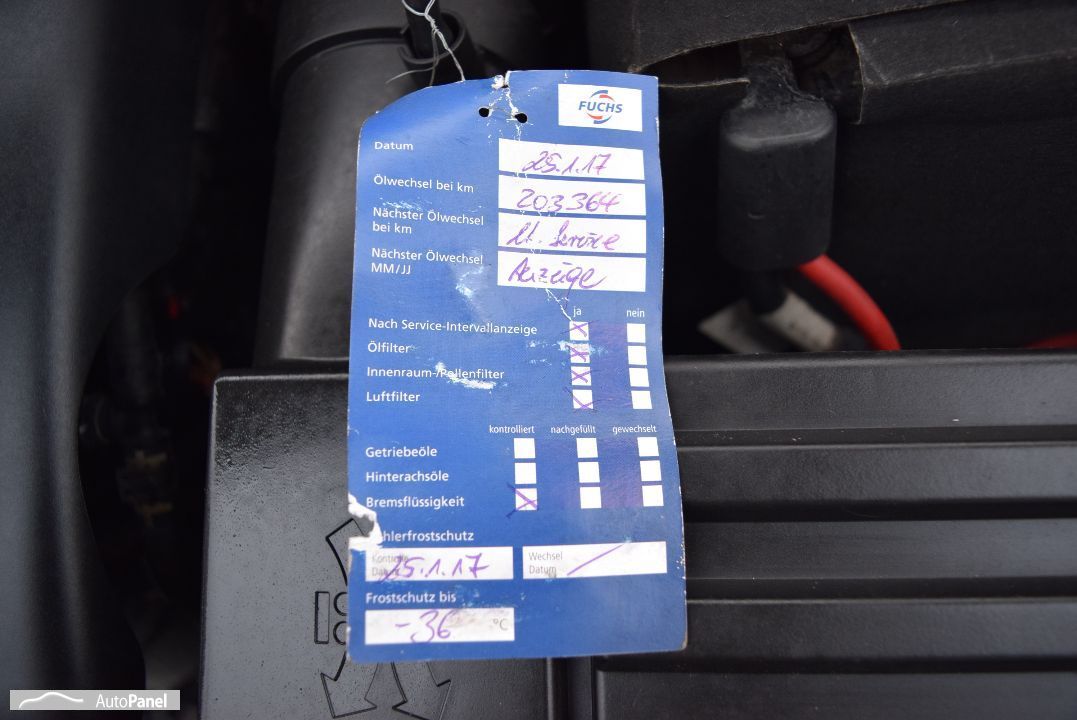 FUCHS
Datum 25.1.17
Ölwechsel bei km 203364
Nächster Ölwechsel
bei km lt. Service
Nächster Ölwechsel
MM/JJ Anzeige
ja nein
Nach Service-Intervallanzeige
Ölfilter
Innenraum-/Pollenfilter
Luftfilter
kontrolliert nachgefüllt gewechselt
Getriebeöle
Hinterachsöle
Bremsflüssigkeit
hlerfrostschutz
Kontrolle Wechsel
Datum 25.1.17 Datum /
Frostschutz bis
-36 °C
AutoPanel